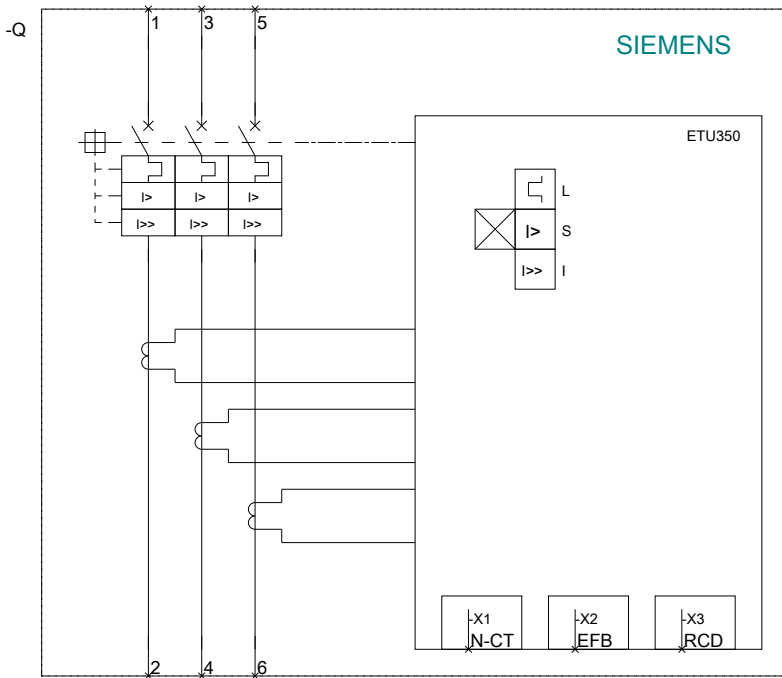 1 3 5
-Q
SIEMENS
ETU350
L
I> I> I> I> S
I>> I>> I>> I>> I
-X1 -X2 -X3
N-CT EFB RCD
2 4 6